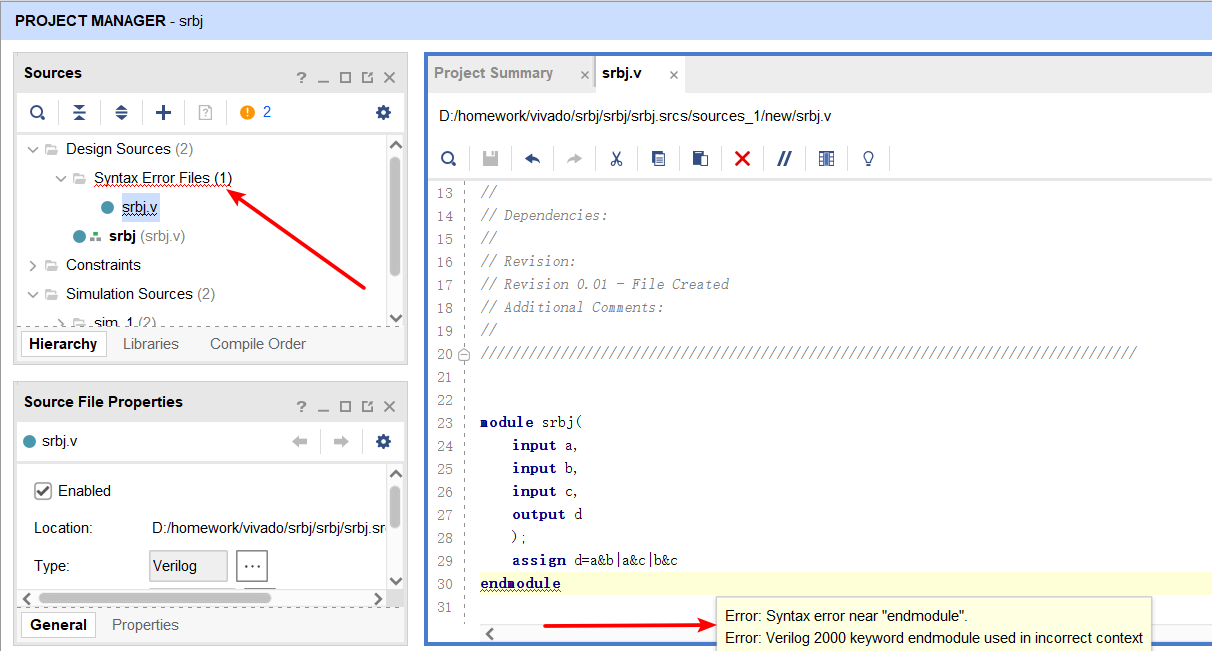 PROJECT MANAGER - srbj
Sources
? 
2
Design Sources (2)
Syntax Error Files (1)
srbj.v
srbj (srbj.v)
Constraints
Simulation Sources (2)
sim_1 (2)
Hierarchy Libraries Compile Order
Source File Properties
?
srbj.v
Enabled
Location: D:/homework/vivado/srbj/srbj/srbj.sr
Type: Verilog ...
General Properties
Project Summary × srbj.v ×
D:/homework/vivado/srbj/srbj/srbj.srcs/sources_1/new/srbj.v
//
13 //
14 // Dependencies:
15 //
16 // Revision:
17 // Revision 0.01 - File Created
18 // Additional Comments:
19 //
20 //////////////////////////////////////////////////////////////////////////////////
21
22
23 module srbj(
24 input a,
25 input b,
26 input c,
27 output d
28 );
29 assign d=a&b|a&c|b&c
30 endmodule
31
Error: Syntax error near "endmodule".
Error: Verilog 2000 keyword endmodule used in incorrect context